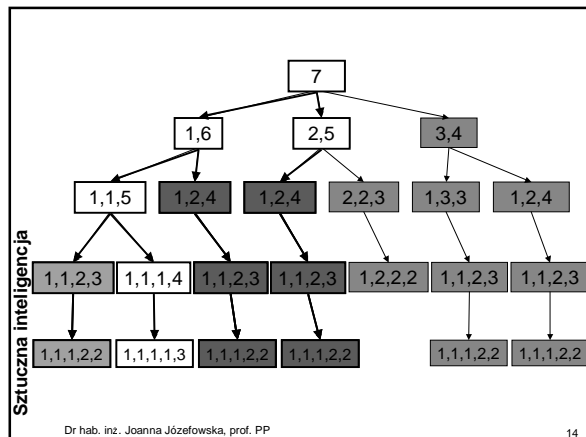 7
1,6 2,5 3,4
1,1,5 1,2,4 1,2,4 2,2,3 1,3,3 1,2,4
1,1,2,3 1,1,1,4 1,1,2,3 1,1,2,3 1,2,2,2 1,1,2,3 1,1,2,3
1,1,1,2,2 1,1,1,1,3 1,1,1,2,2 1,1,1,2,2 1,1,1,2,2 1,1,1,2,2
Sztuczna inteligencja
Dr hab. inż. Joanna Józefowska, prof. PP 14